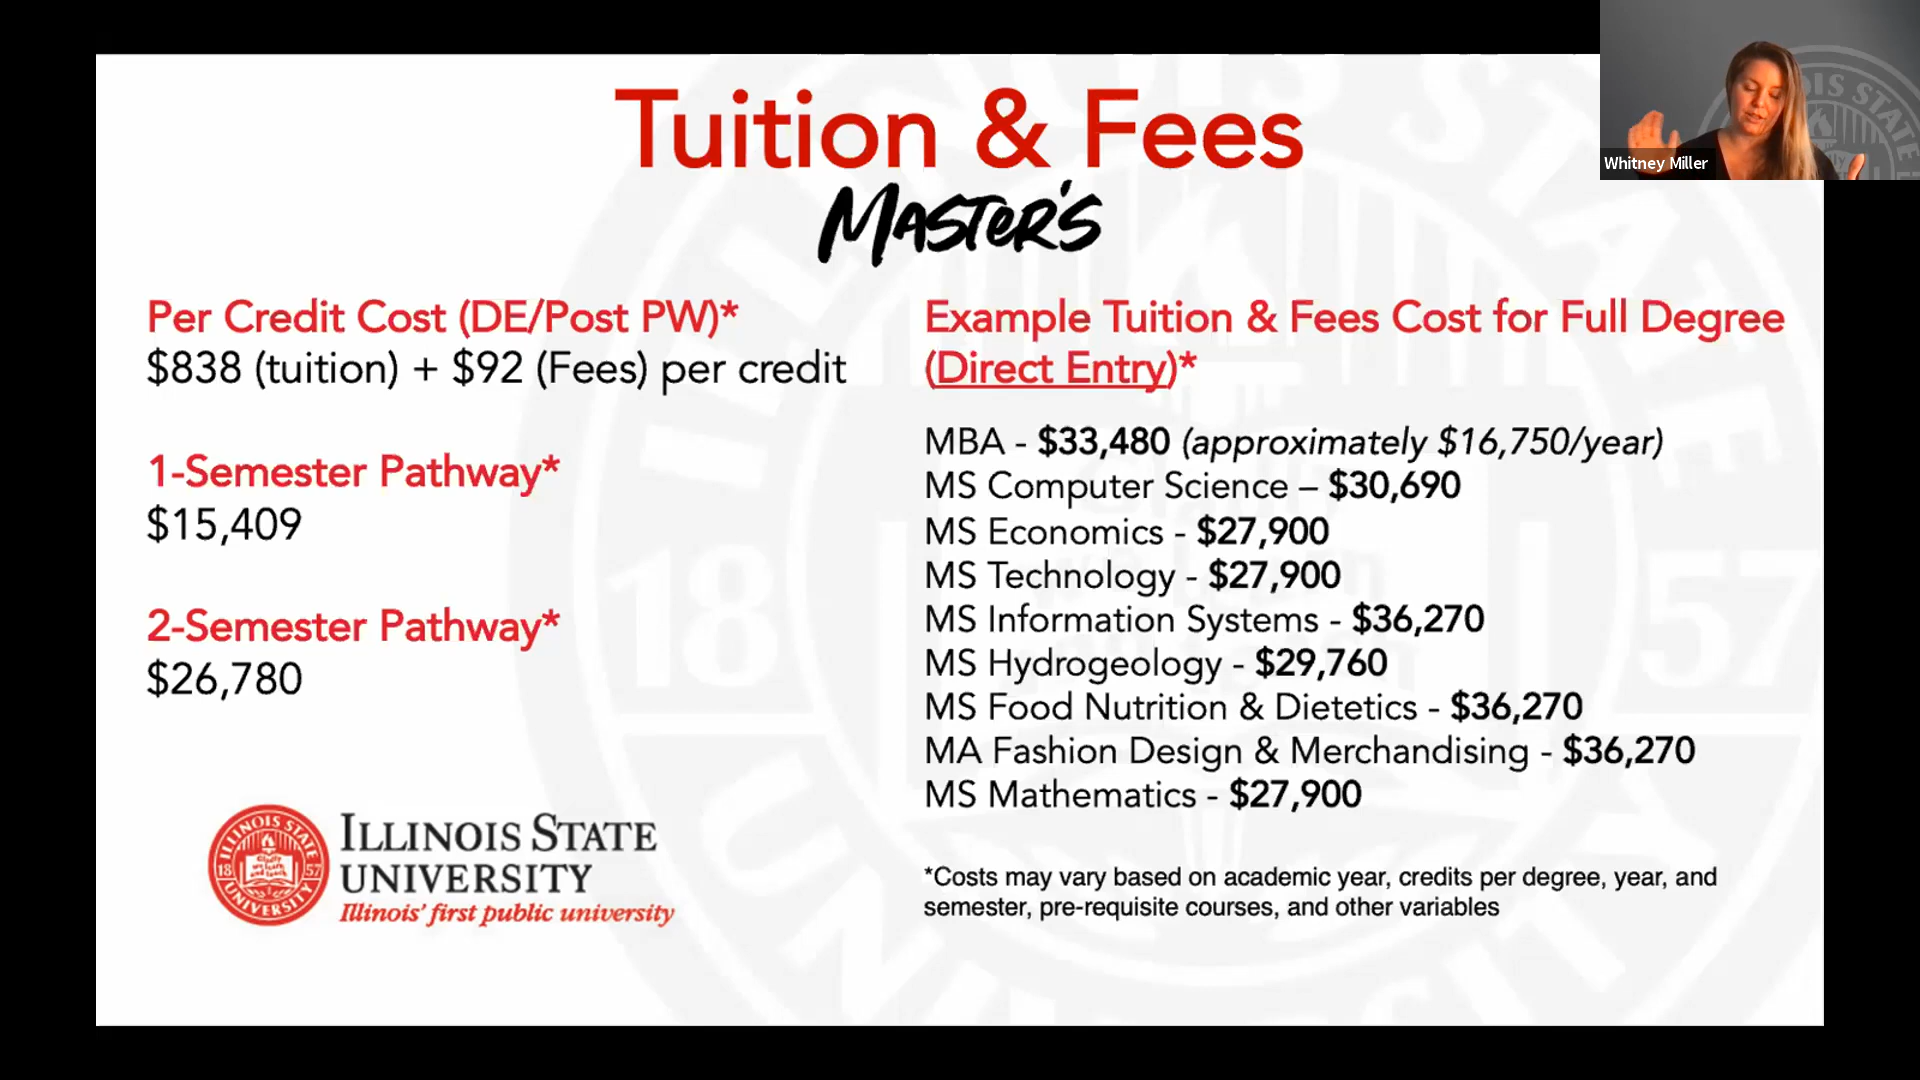 Tuition & Fees
Master's
Whitney Miller
Per Credit Cost (DE/Post PW)*
$838 (tuition) + $92 (Fees) per credit
1-Semester Pathway*
$15,409
2-Semester Pathway*
$26,780
Example Tuition & Fees Cost for Full Degree
(Direct Entry)*
MBA - $33,480 (approximately $16,750/year)
MS Computer Science – $30,690
MS Economics - $27,900
MS Technology - $27,900
MS Information Systems - $36,270
MS Hydrogeology - $29,760
MS Food Nutrition & Dietetics - $36,270
MA Fashion Design & Merchandising - $36,270
MS Mathematics - $27,900
*Costs may vary based on academic year, credits per degree, year, and
semester, pre-requisite courses, and other variables
ILLINOIS STATE
UNIVERSITY
18 57
ILLINOIS STATE
UNIVERSITY
Illinois' first public university